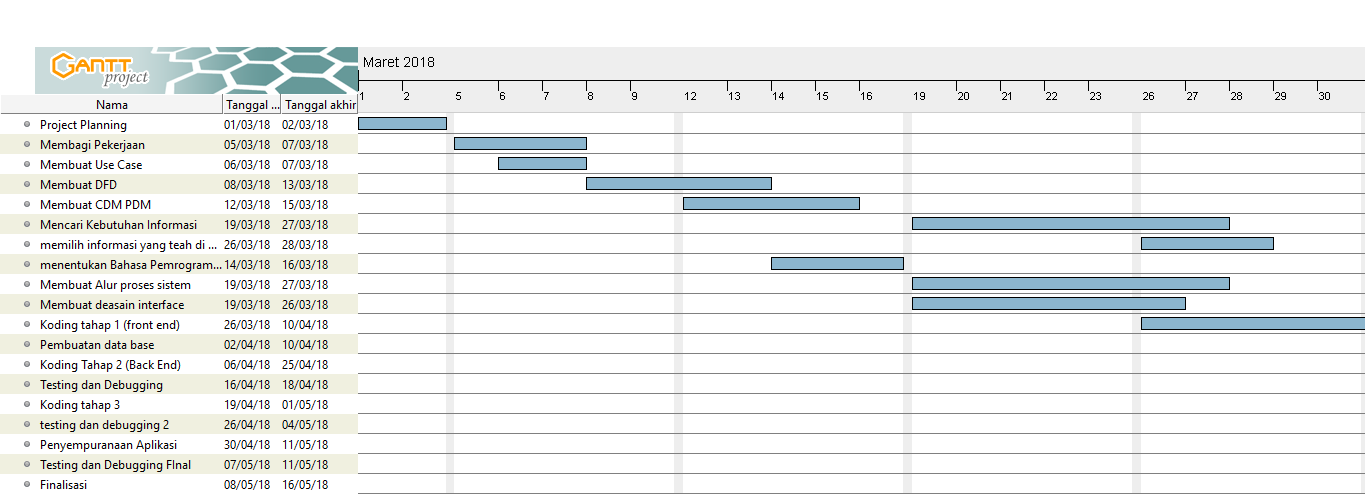 GANTT
project
Maret 2018
1 2 5 6 7 8 9 12 13 14 15 16 19 20 21 22 23 26 27 28 29 30
Nama Tanggal ... Tanggal akhir
Project Planning 01/03/18 02/03/18
Membagi Pekerjaan 05/03/18 07/03/18
Membuat Use Case 06/03/18 07/03/18
Membuat DFD 08/03/18 13/03/18
Membuat CDM PDM 12/03/18 15/03/18
Mencari Kebutuhan Informasi 19/03/18 27/03/18
memilih informasi yang teah di ... 26/03/18 28/03/18
menentukan Bahasa Pemrogram... 14/03/18 16/03/18
Membuat Alur proses sistem 19/03/18 27/03/18
Membuat deasain interface 19/03/18 26/03/18
Koding tahap 1 (front end) 26/03/18 10/04/18
Pembuatan data base 02/04/18 10/04/18
Koding Tahap 2 (Back End) 06/04/18 25/04/18
Testing dan Debugging 16/04/18 18/04/18
Koding tahap 3 19/04/18 01/05/18
testing dan debugging 2 26/04/18 04/05/18
Penyempuranaan Aplikasi 30/04/18 11/05/18
Testing dan Debugging FInal 07/05/18 11/05/18
Finalisasi 08/05/18 16/05/18